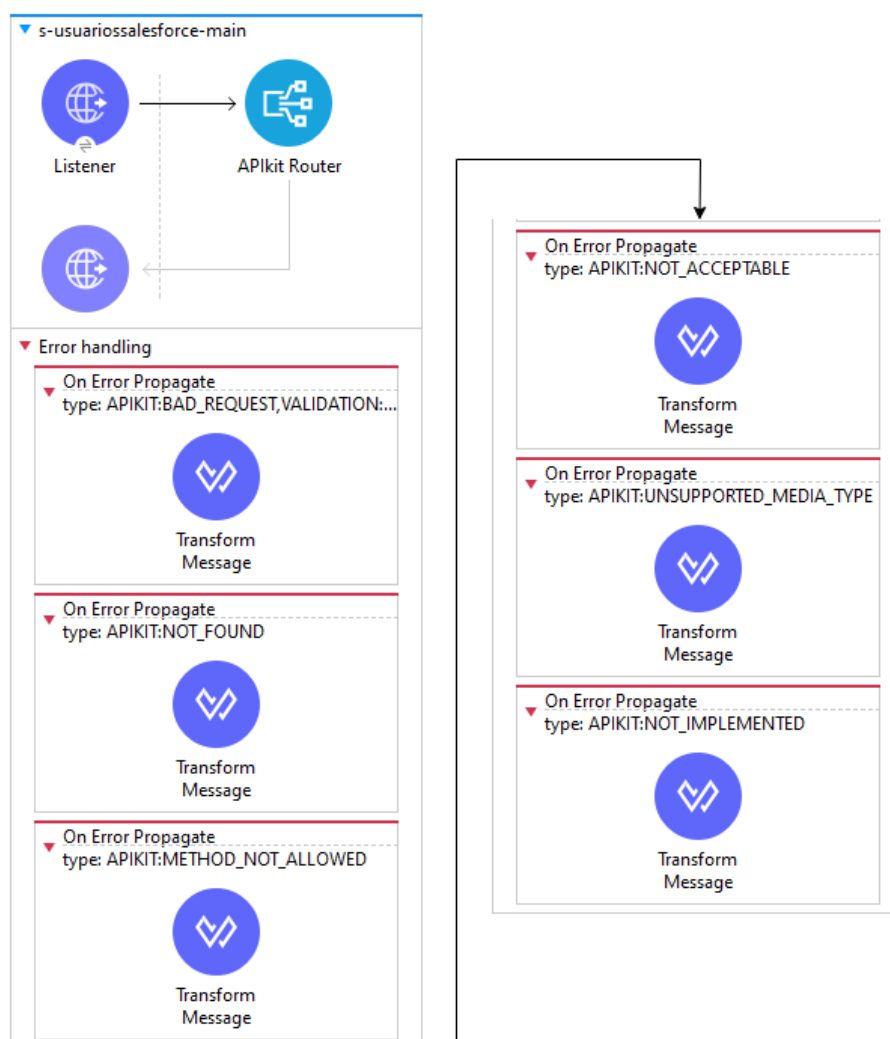 s-usuariossalesforce-main
Listener
APIkit Router
Error handling
On Error Propagate
type: APIKIT:BAD_REQUEST,VALIDATION:...
Transform
Message
On Error Propagate
type: APIKIT:NOT_FOUND
Transform
Message
On Error Propagate
type: APIKIT:METHOD_NOT_ALLOWED
Transform
Message
On Error Propagate
type: APIKIT:NOT_ACCEPTABLE
Transform
Message
On Error Propagate
type: APIKIT:UNSUPPORTED_MEDIA_TYPE
Transform
Message
On Error Propagate
type: APIKIT:NOT_IMPLEMENTED
Transform
Message